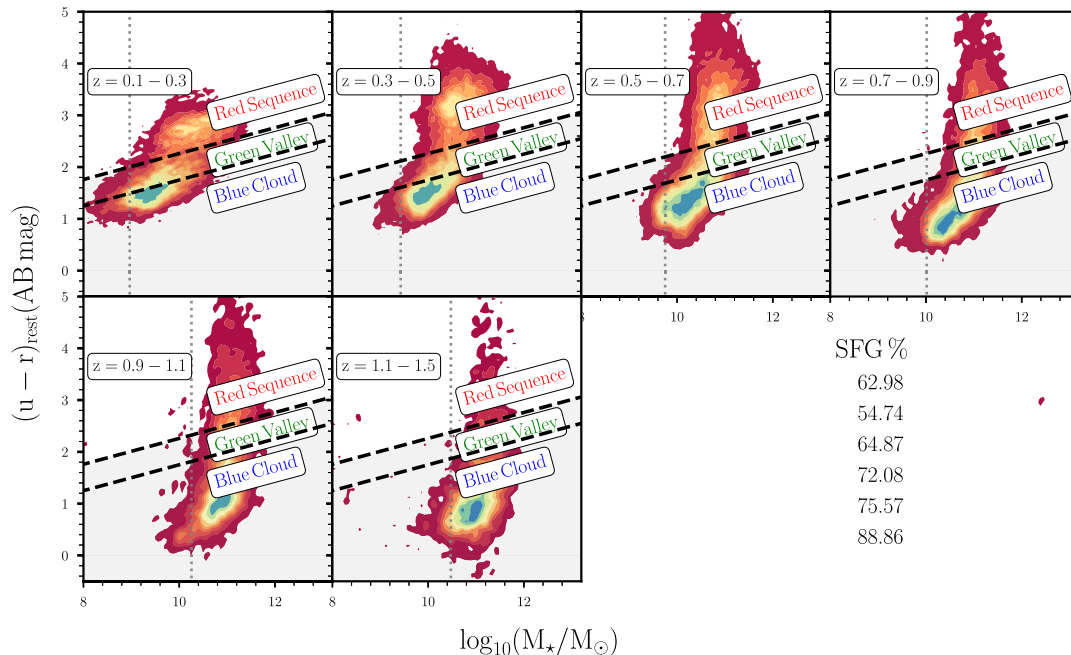 5
4
3
2
1
0
z = 0.1 − 0.3
Red Sequence
Green Valley
Blue Cloud
z = 0.3 − 0.5
Red Sequence
Green Valley
Blue Cloud
z = 0.5 − 0.7
Red Sequence
Green Valley
Blue Cloud
8
10
z = 0.7 − 0.9
Red Sequence
Green Valley
Blue Cloud
8
10
12
5
4
3
2
1
0
z = 0.9 − 1.1
Red Sequence
Green Valley
Blue Cloud
8
10
z = 1.1 − 1.5
Red Sequence
Green Valley
Blue Cloud
8
10
12
(u − r)rest(AB mag)
log10(M⋆/M⊙)
SFG %
62.98
54.74
64.87
72.08
75.57
88.86